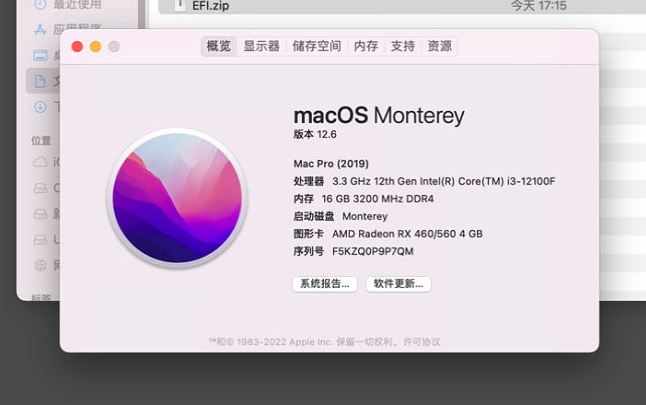 最近使用
EFI.zip
今天 17:15
应用程序
概览
显示器
储存空间
内存
支持
资源
位置
macOS Monterey
版本 12.6
Mac Pro (2019)
处理器 3.3 GHz 12th Gen Intel(R) Core(TM) i3-12100F
内存 16 GB 3200 MHz DDR4
启动磁盘 Monterey
图形卡 AMD Radeon RX 460/560 4 GB
序列号 F5KZQ0P9P7QM
系统报告...
软件更新...
标签
™和© 1983-2022 Apple Inc. 保留一切权利。许可协议